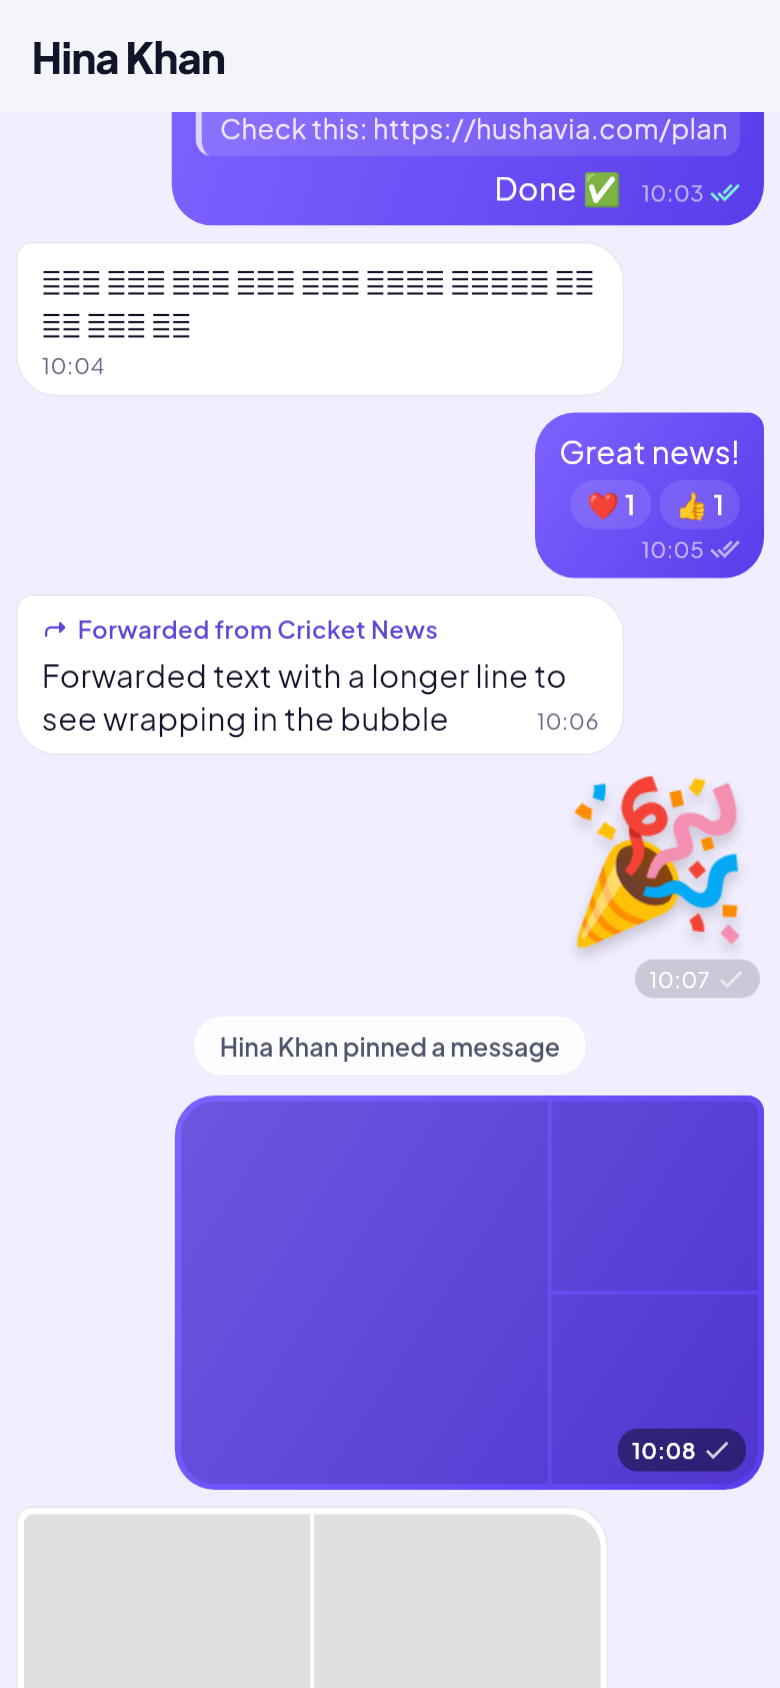 Hina Khan
Check this: https://hushavia.com/plan
Done ✅ 10:03
10:04
Great news!
❤️ 1 👍 1
10:05
Forwarded from Cricket News
Forwarded text with a longer line to
see wrapping in the bubble 10:06
🎉
10:07
Hina Khan pinned a message
10:08